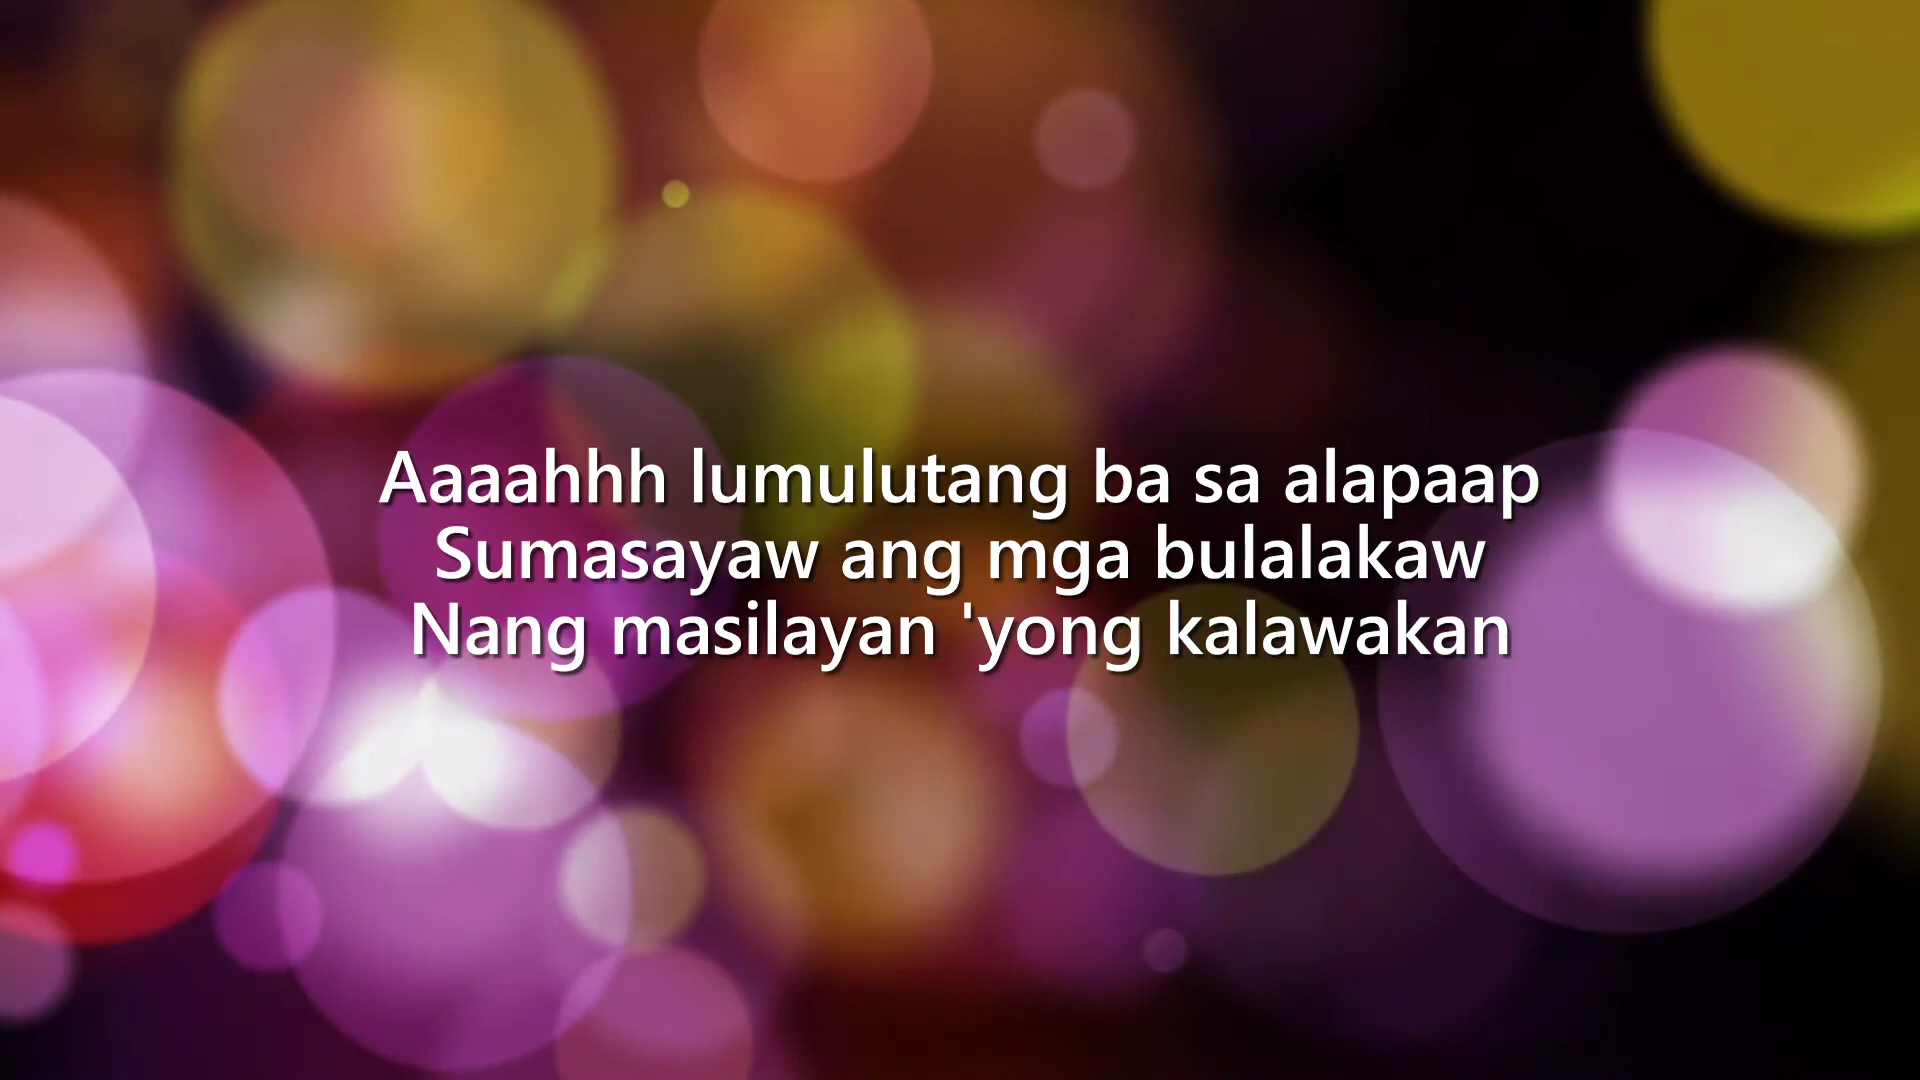 Aaaahhh lumulutang ba sa alapaap
Sumasayaw ang mga bulalakaw
Nang masilayan 'yong kalawakan